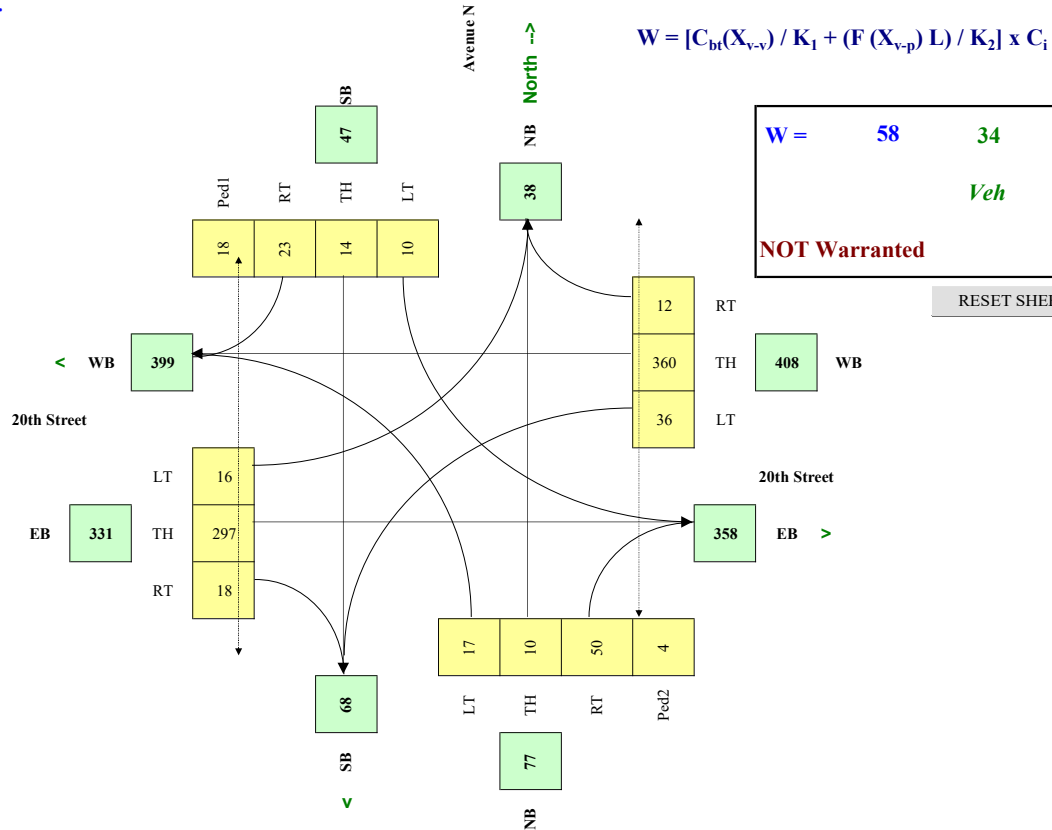 W = [Cbt(Xv-v) / K1 + (F (Xv-p) L) / K2] x Ci
Avenue N
North -->
SB
47
NB
38
W = 58 34
Veh
NOT Warranted
RESET SHEE
Ped1 RT TH LT
18 23 14 10
12 RT
360 TH
36 LT
408 WB
< WB 399
20th Street
20th Street
LT 16
EB 331 TH 297
RT 18
358 EB >
17 10 50 4
LT TH RT Ped2
68
SB
v
77
NB